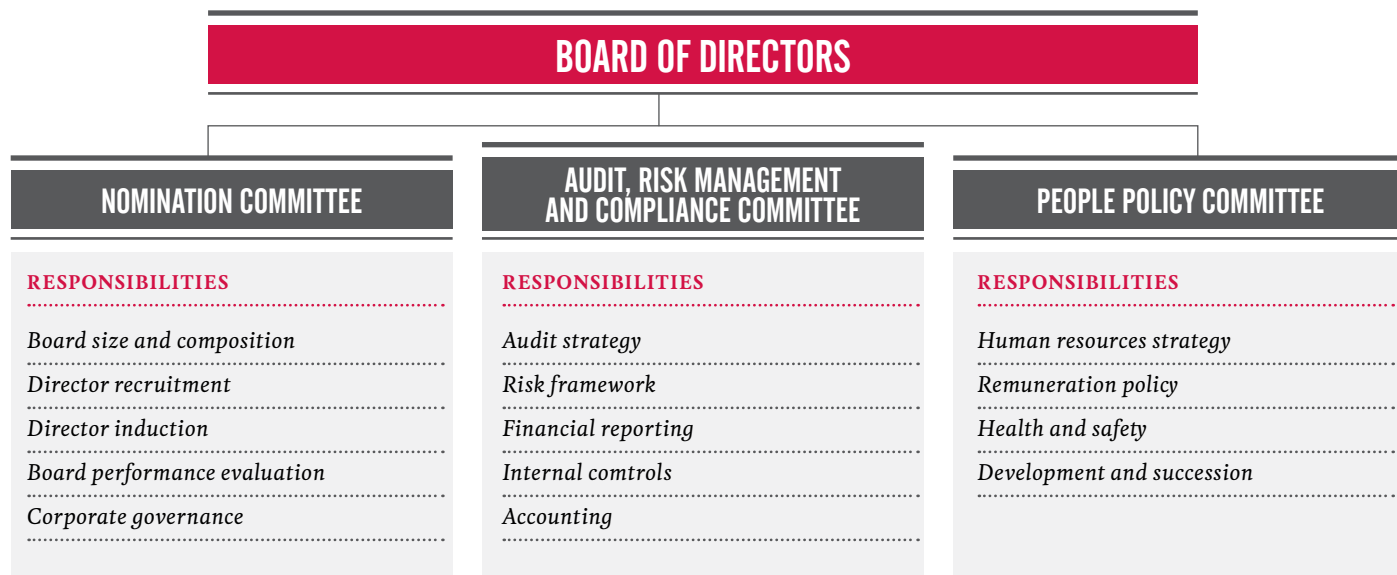 BOARD OF DIRECTORS
NOMINATION COMMITTEE
RESPONSIBILITIES
Board size and composition
Director recruitment
Director induction
Board performance evaluation
Corporate governance
AUDIT, RISK MANAGEMENT
AND COMPLIANCE COMMITTEE
RESPONSIBILITIES
Audit strategy
Risk framework
Financial reporting
Internal comtrols
Accounting
PEOPLE POLICY COMMITTEE
RESPONSIBILITIES
Human resources strategy
Remuneration policy
Health and safety
Development and succession